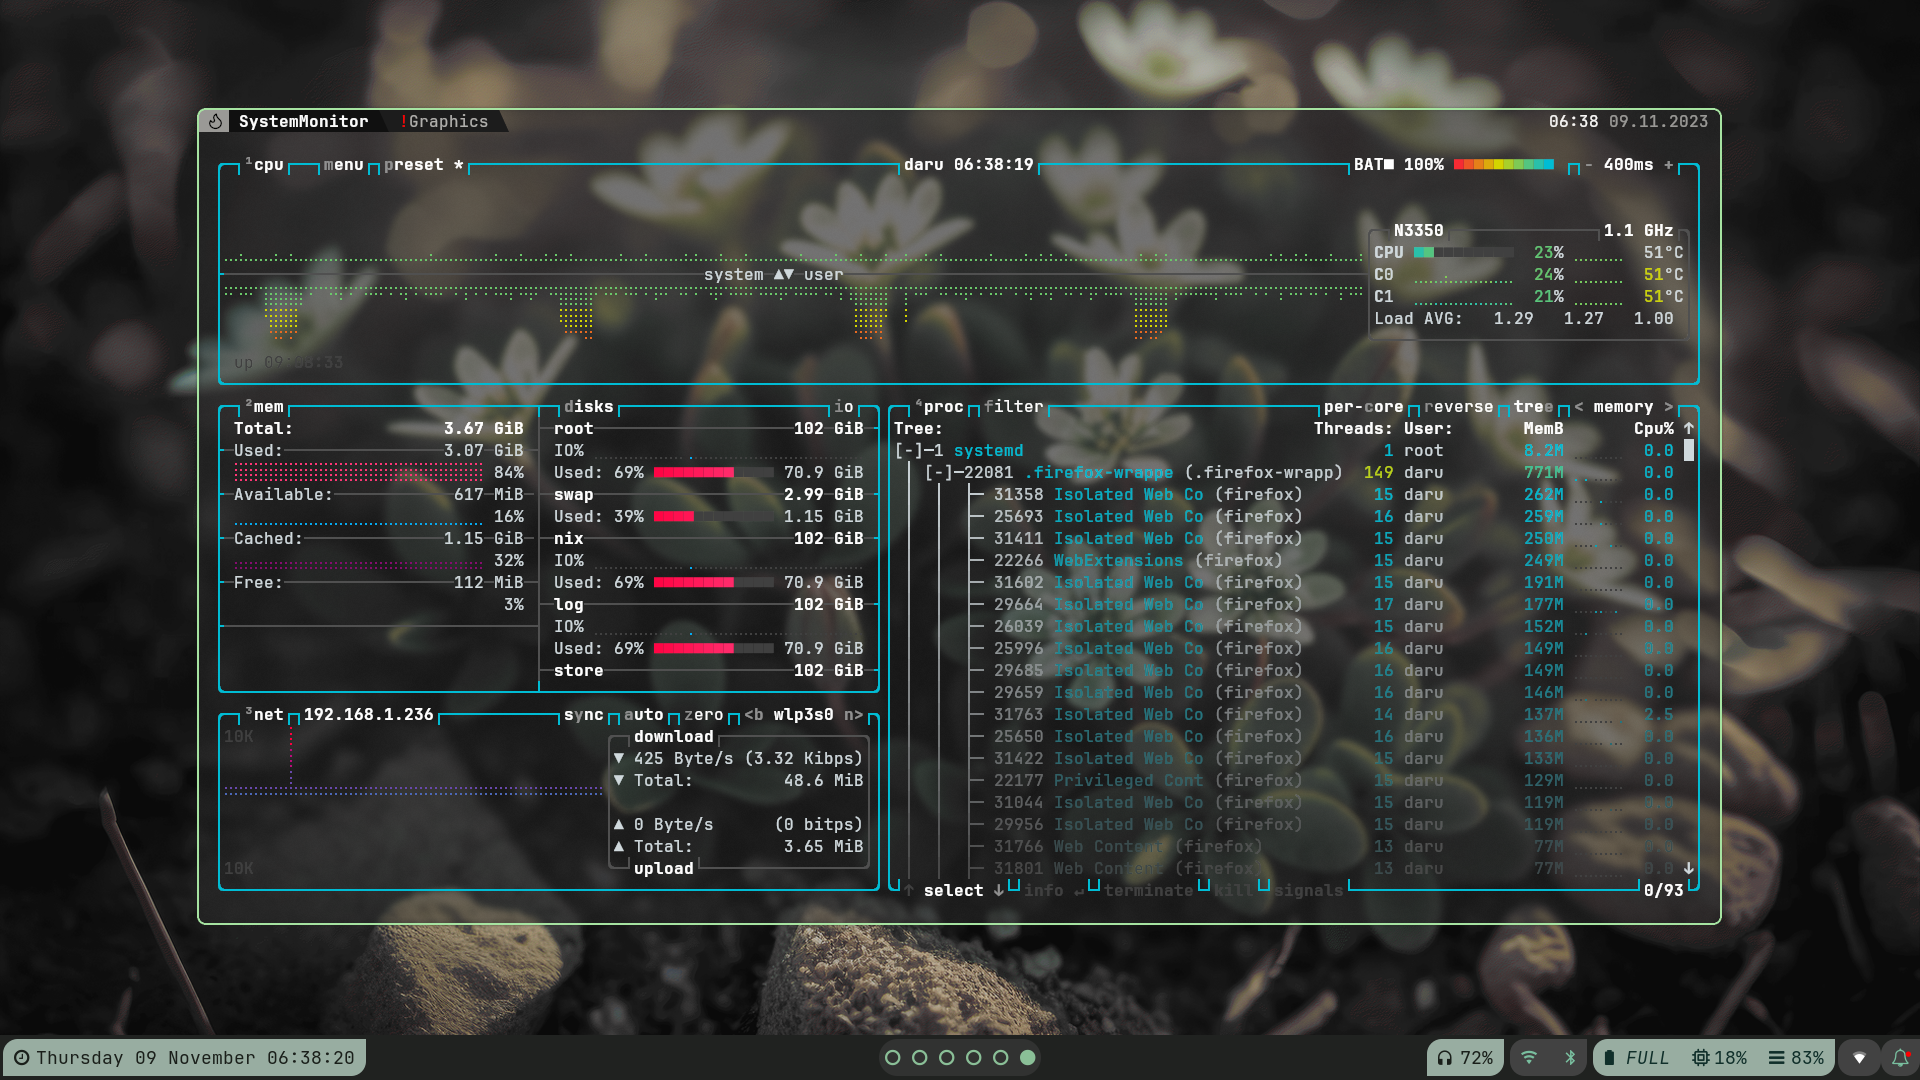 SystemMonitor !Graphics 06:38 09.11.2023
¹cpu menu preset * daru 06:38:19 BAT■ 100% - 400ms +
N3350 1.1 GHz
CPU 23% 51°C
system ▲▼ user C0 24% 51°C
C1 21% 51°C
Load AVG: 1.29 1.27 1.00
up 09:38:33
²mem disks io
Total: 3.67 GiB root 102 GiB
Used: 3.07 GiB IO%
84% Used: 69% 70.9 GiB
Available: 617 MiB swap 2.99 GiB
16% Used: 39% 1.15 GiB
Cached: 1.15 GiB nix 102 GiB
32% IO%
Free: 112 MiB Used: 69% 70.9 GiB
3% log 102 GiB
IO%
Used: 69% 70.9 GiB
store 102 GiB
³net 192.168.1.236 sync auto zero <b wlp3s0 n>
10K download
▼ 425 Byte/s (3.32 Kibps)
▼ Total: 48.6 MiB
▲ 0 Byte/s (0 bitps)
▲ Total: 3.65 MiB
10K upload
⁴proc filter per-core reverse tree < memory >
Tree: Threads: User: MemB Cpu% ↑
[-]─1 systemd 1 root 8.2M 0.0
[-]─22081 .firefox-wrappe (.firefox-wrapp) 149 daru 771M 0.0
31358 Isolated Web Co (firefox) 15 daru 262M 0.0
25693 Isolated Web Co (firefox) 16 daru 259M 0.0
31411 Isolated Web Co (firefox) 15 daru 250M 0.0
22266 WebExtensions (firefox) 15 daru 249M 0.0
31602 Isolated Web Co (firefox) 15 daru 191M 0.0
29664 Isolated Web Co (firefox) 17 daru 177M 0.0
26039 Isolated Web Co (firefox) 15 daru 152M 0.0
25996 Isolated Web Co (firefox) 16 daru 149M 0.0
29685 Isolated Web Co (firefox) 16 daru 149M 0.0
29659 Isolated Web Co (firefox) 16 daru 146M 0.0
31763 Isolated Web Co (firefox) 14 daru 137M 2.5
25650 Isolated Web Co (firefox) 16 daru 136M 0.0
31422 Isolated Web Co (firefox) 15 daru 133M 0.0
22177 Privileged Cont (firefox) 15 daru 129M 0.0
31044 Isolated Web Co (firefox) 15 daru 119M 0.0
29956 Isolated Web Co (firefox) 15 daru 119M 0.0
31766 Web Content (firefox) 13 daru 77M 0.0
31801 Web Content (firefox) 13 daru 77M 0.0 ↓
↑ select ↓ info ↵ terminate kill signals 0/93
Thursday 09 November 06:38:20 72% FULL 18% 83%